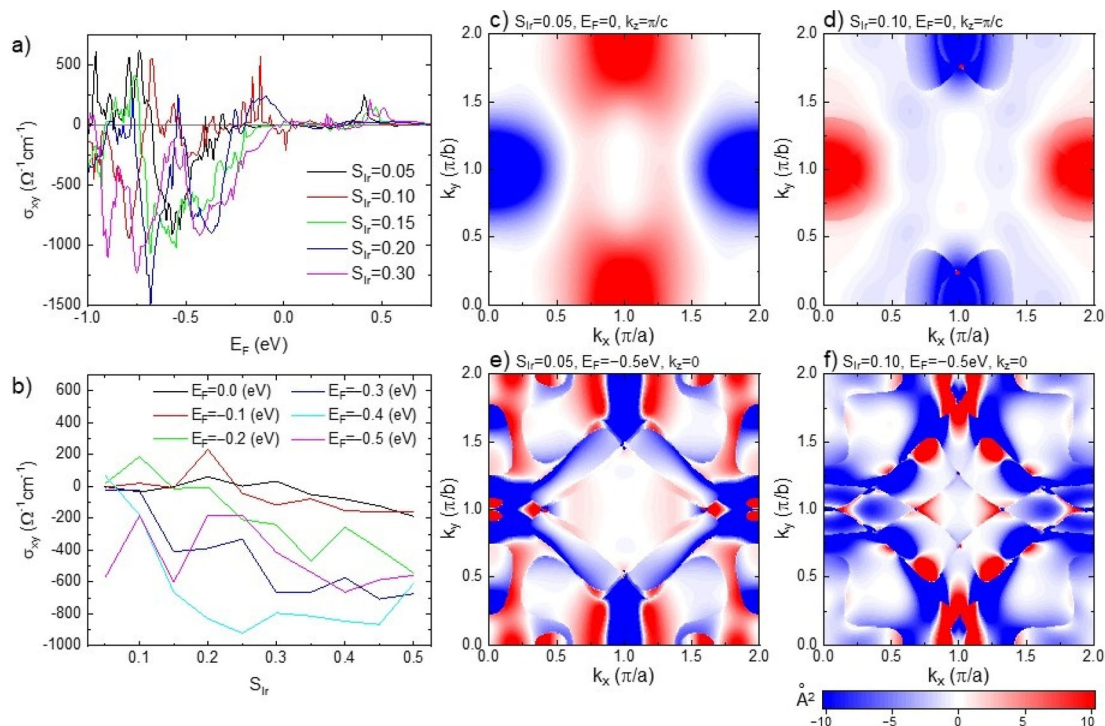 a)
500
0
-500
-1000
-1500
σxy (Ω⁻¹cm⁻¹)
SIr=0.05
SIr=0.10
SIr=0.15
SIr=0.20
SIr=0.30
-1.0 -0.5 0.0 0.5
EF (eV)
b)
600
400
200
0
-200
-400
-600
-800
-1000
σxy (Ω⁻¹cm⁻¹)
EF=0.0 (eV) EF=−0.3 (eV)
EF=−0.1 (eV) EF=−0.4 (eV)
EF=−0.2 (eV) EF=−0.5 (eV)
0.1 0.2 0.3 0.4 0.5
SIr
c) SIr=0.05, EF=0, kz=π/c
2.0
1.5
1.0
0.5
0.0
ky (π/b)
0.0 0.5 1.0 1.5 2.0
kx (π/a)
d) SIr=0.10, EF=0, kz=π/c
2.0
1.5
1.0
0.5
0.0
ky (π/b)
0.0 0.5 1.0 1.5 2.0
kx (π/a)
e) SIr=0.05, EF=−0.5eV, kz=0
2.0
1.5
1.0
0.5
0.0
ky (π/b)
0.0 0.5 1.0 1.5 2.0
kx (π/a)
f) SIr=0.10, EF=−0.5eV, kz=0
2.0
1.5
1.0
0.5
0.0
ky (π/b)
0.0 0.5 1.0 1.5 2.0
kx (π/a)
Å²
−10 −5 0 5 10